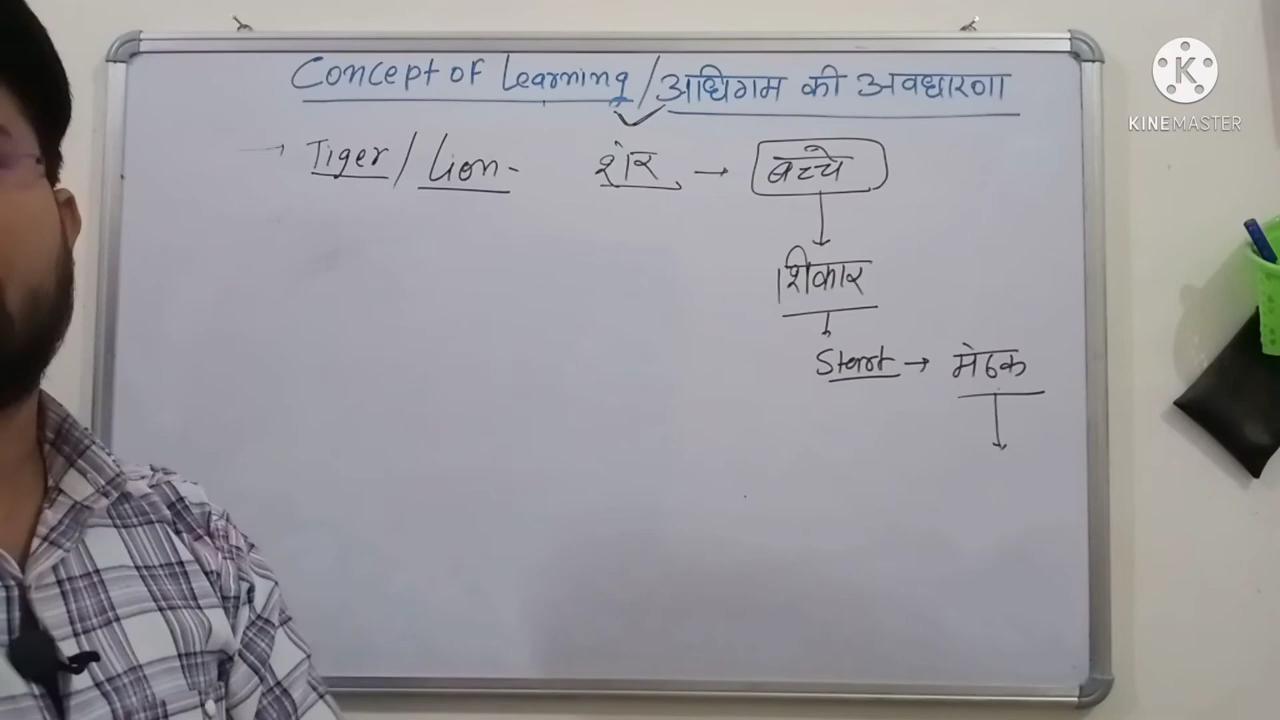 Concept of Learning / अधिगम की अवधारणा
→ Tiger / Lion - शेर → बच्चे
शिकार
Start → मेढक
K
KINEMASTER